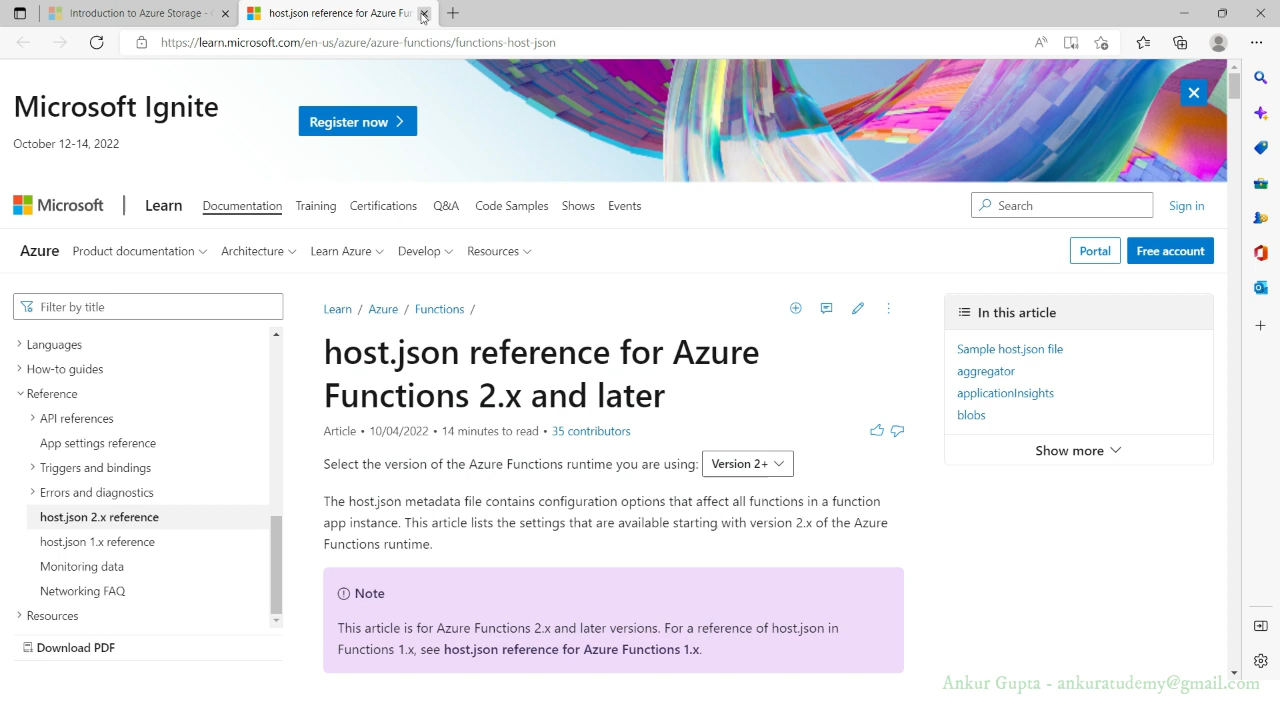 Introduction to Azure Storage -
host.json reference for Azure Fu
https://learn.microsoft.com/en-us/azure/azure-functions/functions-host-json
Microsoft Ignite
October 12-14, 2022
Register now
Microsoft
Learn
Documentation
Training
Certifications
Q&A
Code Samples
Shows
Events
Search
Sign in
Azure
Product documentation
Architecture
Learn Azure
Develop
Resources
Portal
Free account
Filter by title
Languages
How-to guides
Reference
API references
App settings reference
Triggers and bindings
Errors and diagnostics
host.json 2.x reference
host.json 1.x reference
Monitoring data
Networking FAQ
Resources
Download PDF
Learn / Azure / Functions /
host.json reference for Azure
Functions 2.x and later
Article • 10/04/2022 • 14 minutes to read • 35 contributors
Select the version of the Azure Functions runtime you are using: Version 2+
The host.json metadata file contains configuration options that affect all functions in a function
app instance. This article lists the settings that are available starting with version 2.x of the Azure
Functions runtime.
Note
This article is for Azure Functions 2.x and later versions. For a reference of host.json in
Functions 1.x, see host.json reference for Azure Functions 1.x.
In this article
Sample host.json file
aggregator
applicationInsights
blobs
Show more
Ankur Gupta - ankuratudemy@gmail.com